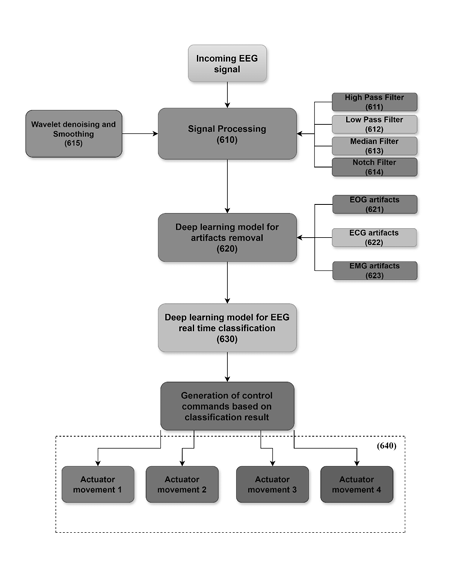 Incoming EEG
signal
High Pass Filter
(611)
Low Pass Filter
(612)
Median Filter
(613)
Notch Filter
(614)
Wavelet denoising and
Smoothing
(615)
Signal Processing
(610)
Deep learning model for
artifacts removal
(620)
EOG artifacts
(621)
ECG artifacts
(622)
EMG artifacts
(623)
Deep learning model for EEG
real time classification
(630)
Generation of control
commands based on
classification result
(640)
Actuator
movement 1
Actuator
movement 2
Actuator
movement 3
Actuator
movement 4